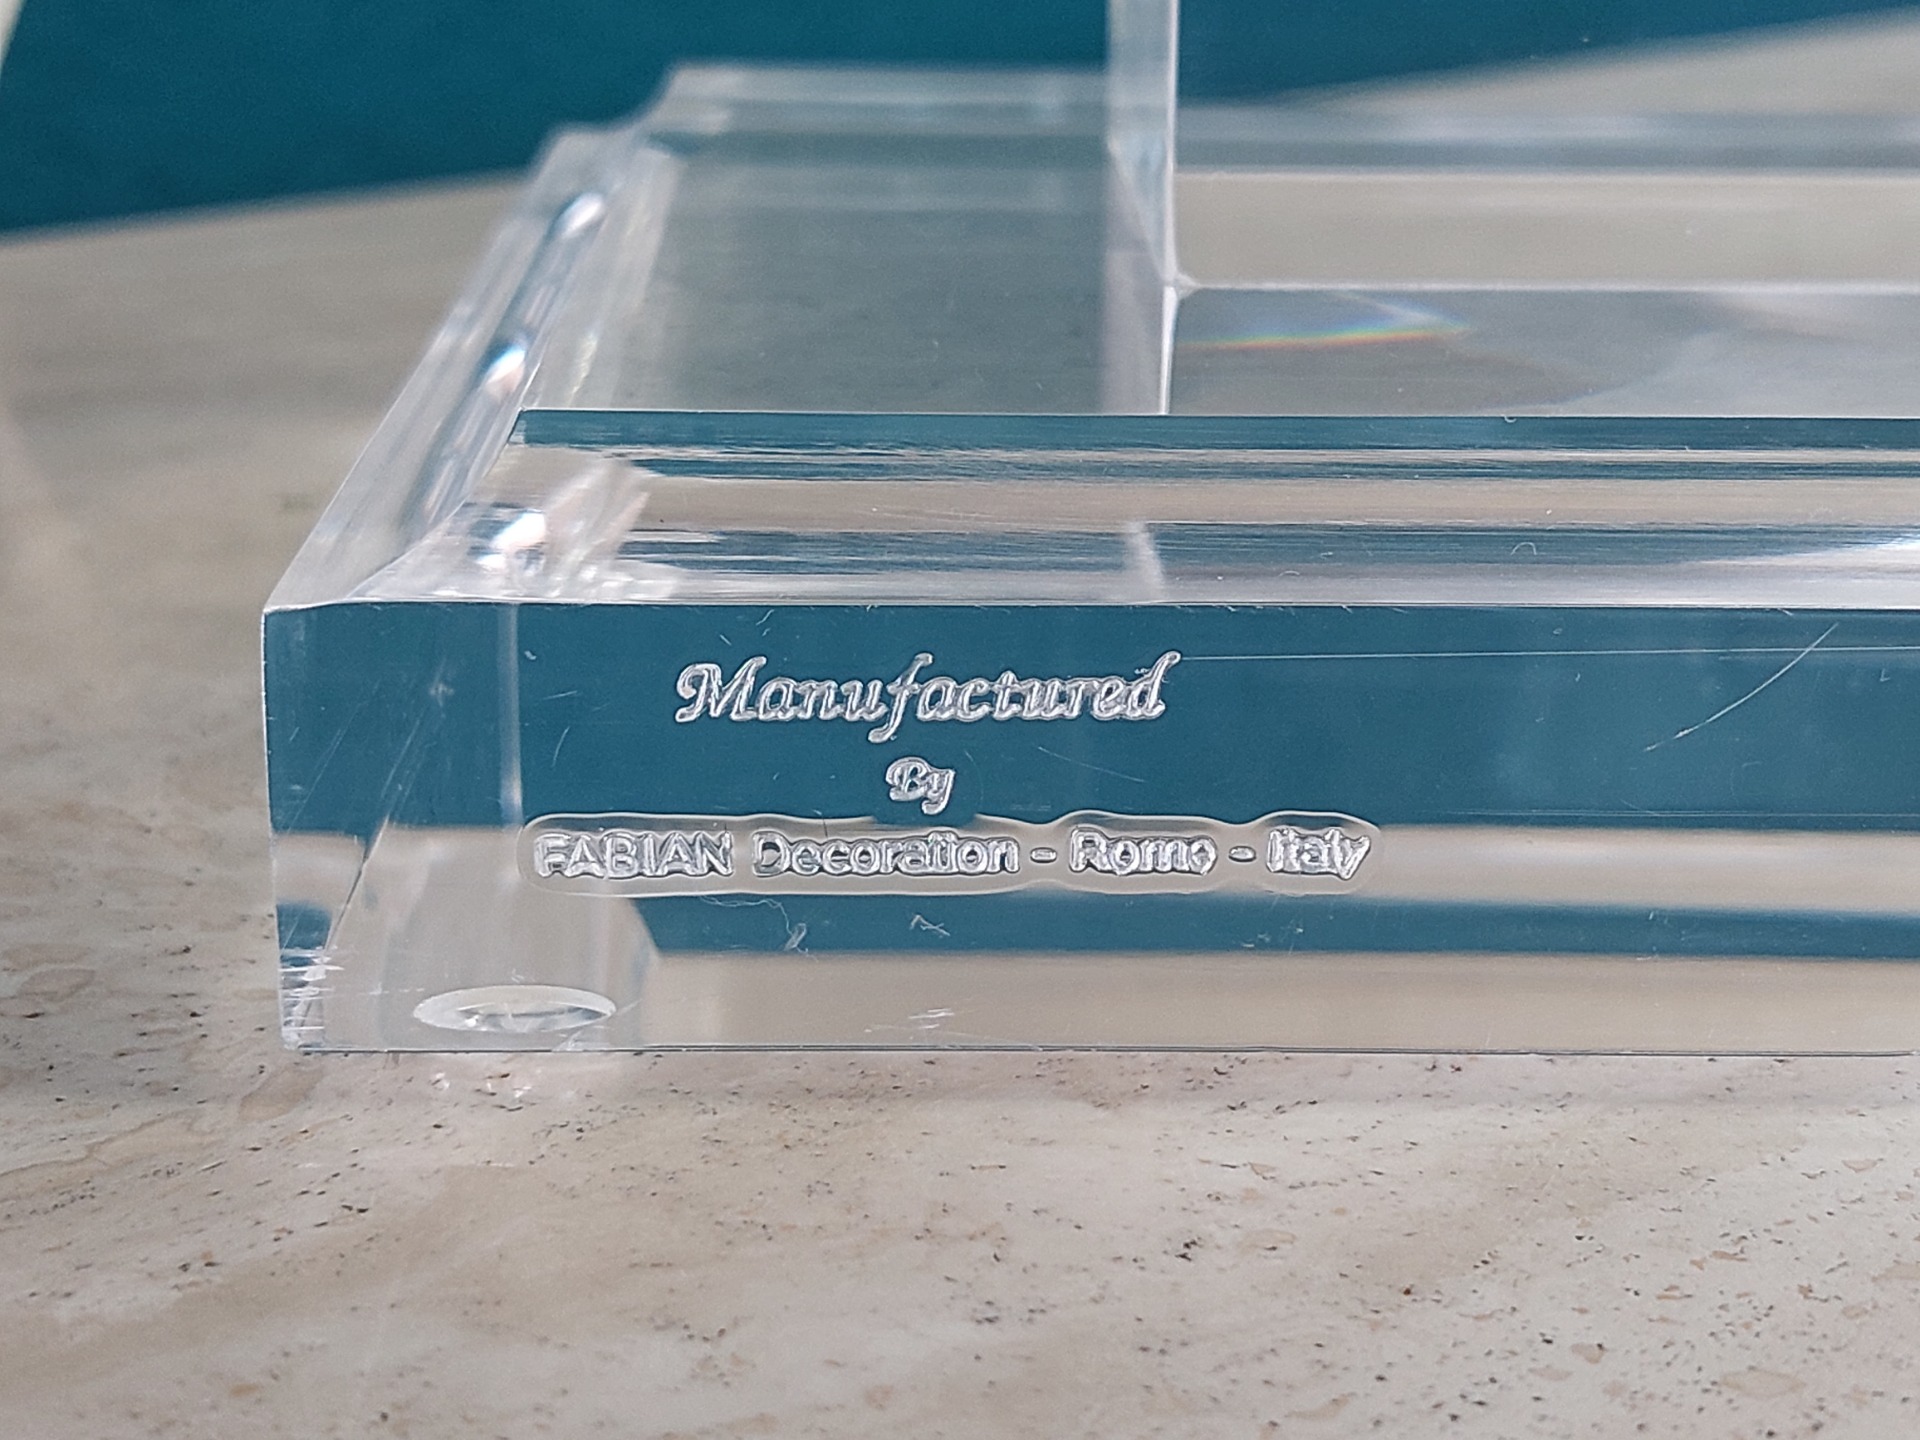 Manufactured
By
FABIAN Decoration - Rome - Italy